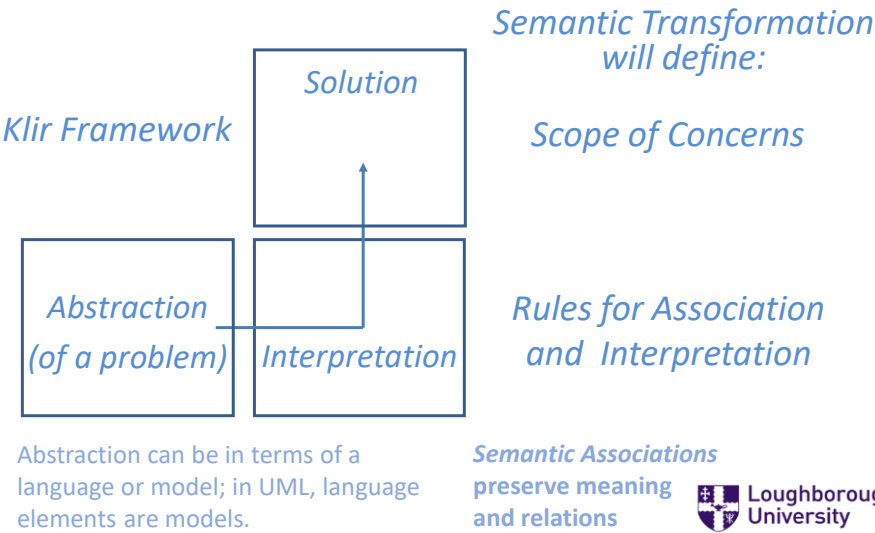 Semantic Transformation
will define:
Solution
Klir Framework
Scope of Concerns
Abstraction
(of a problem)
Interpretation
Rules for Association
and Interpretation
Abstraction can be in terms of a
language or model; in UML, language
elements are models.
Semantic Associations
preserve meaning
and relations
Loughboroug
University